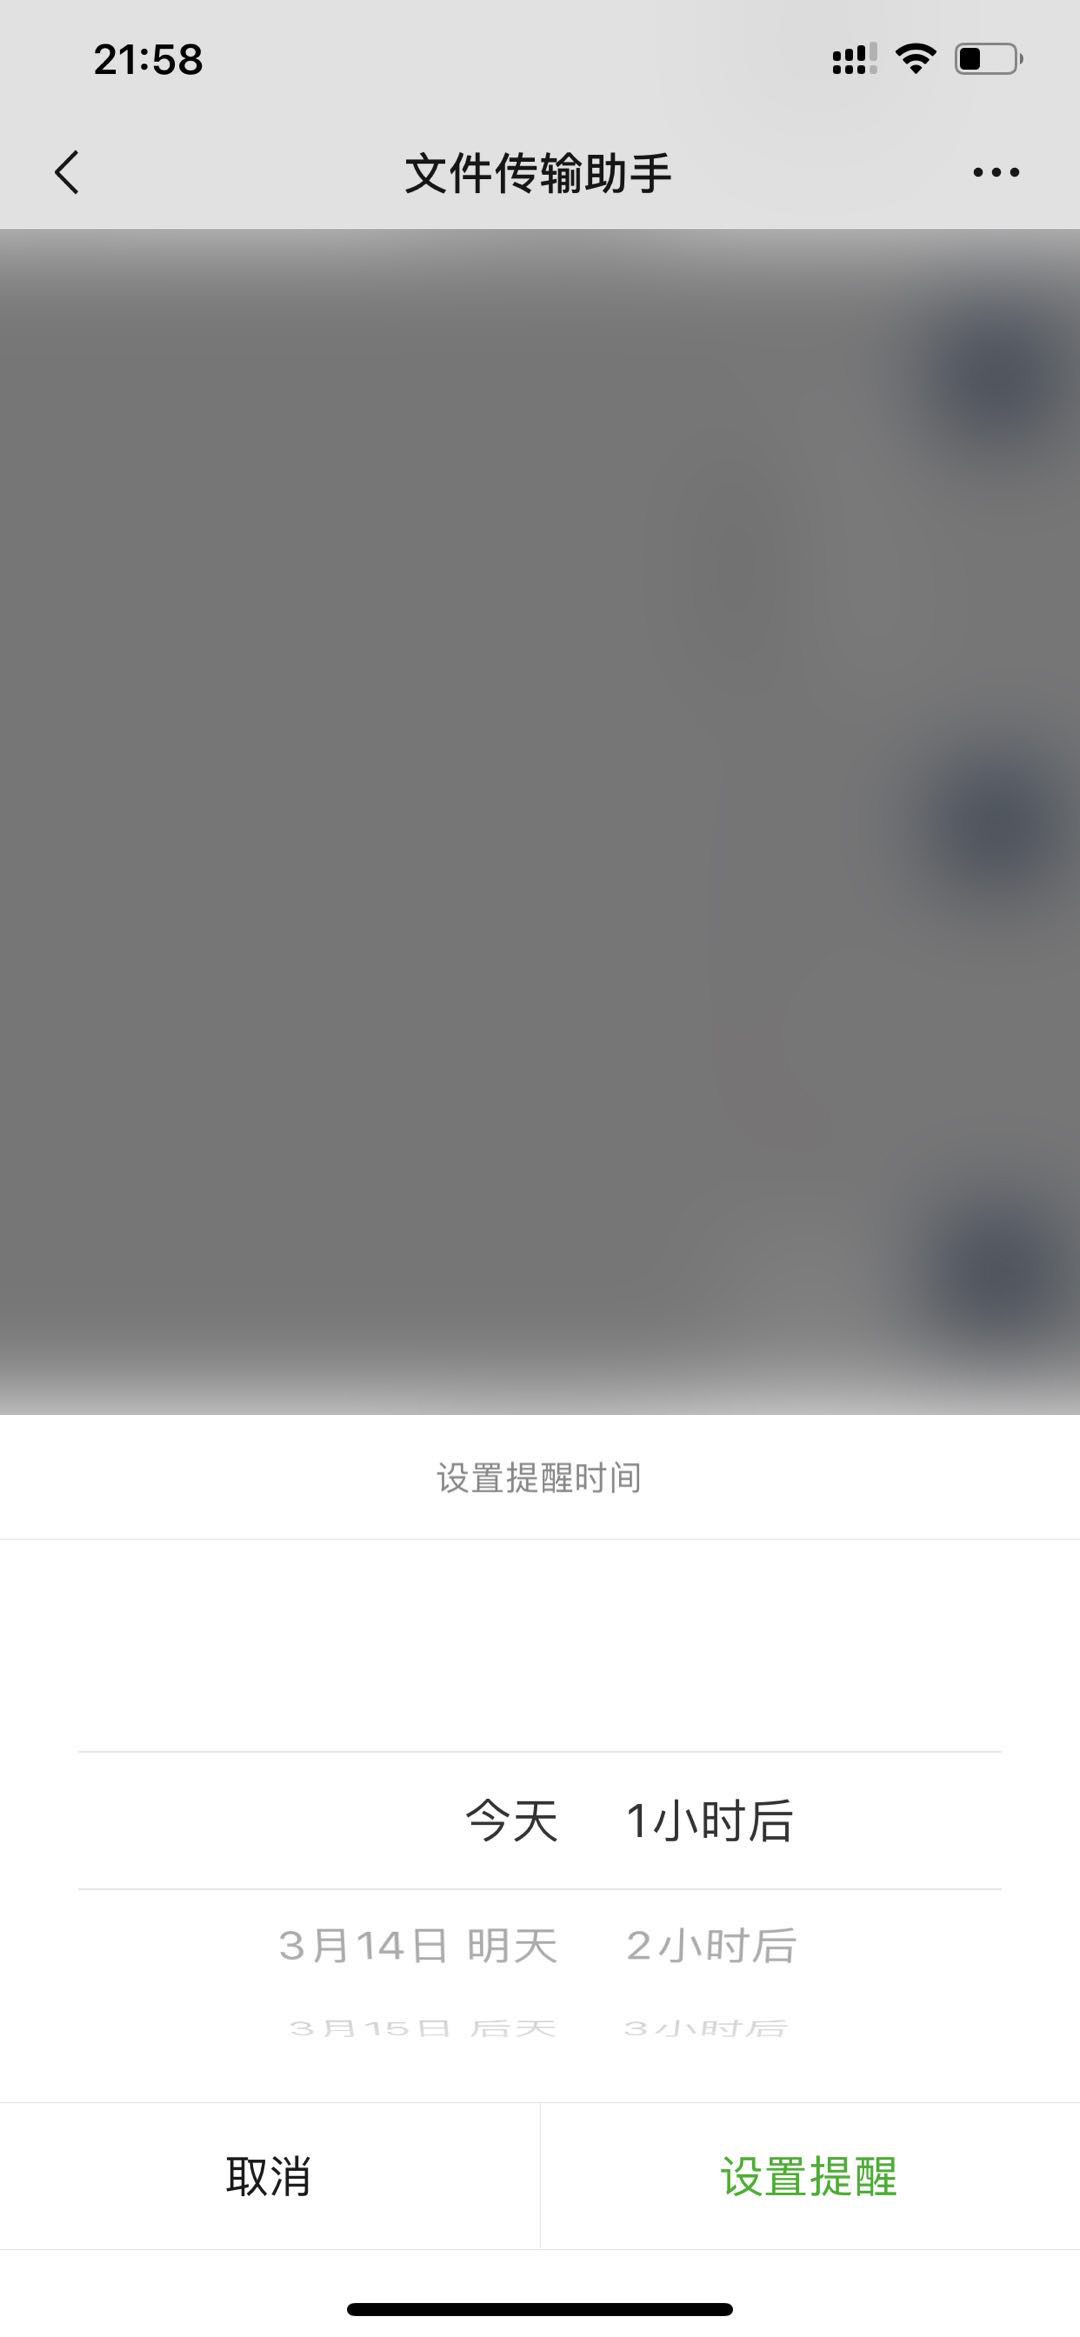 21:58
文件传输助手
设置提醒时间
今天 1小时后
3月14日 明天 2小时后
3月15日 后天 3小时后
取消 设置提醒